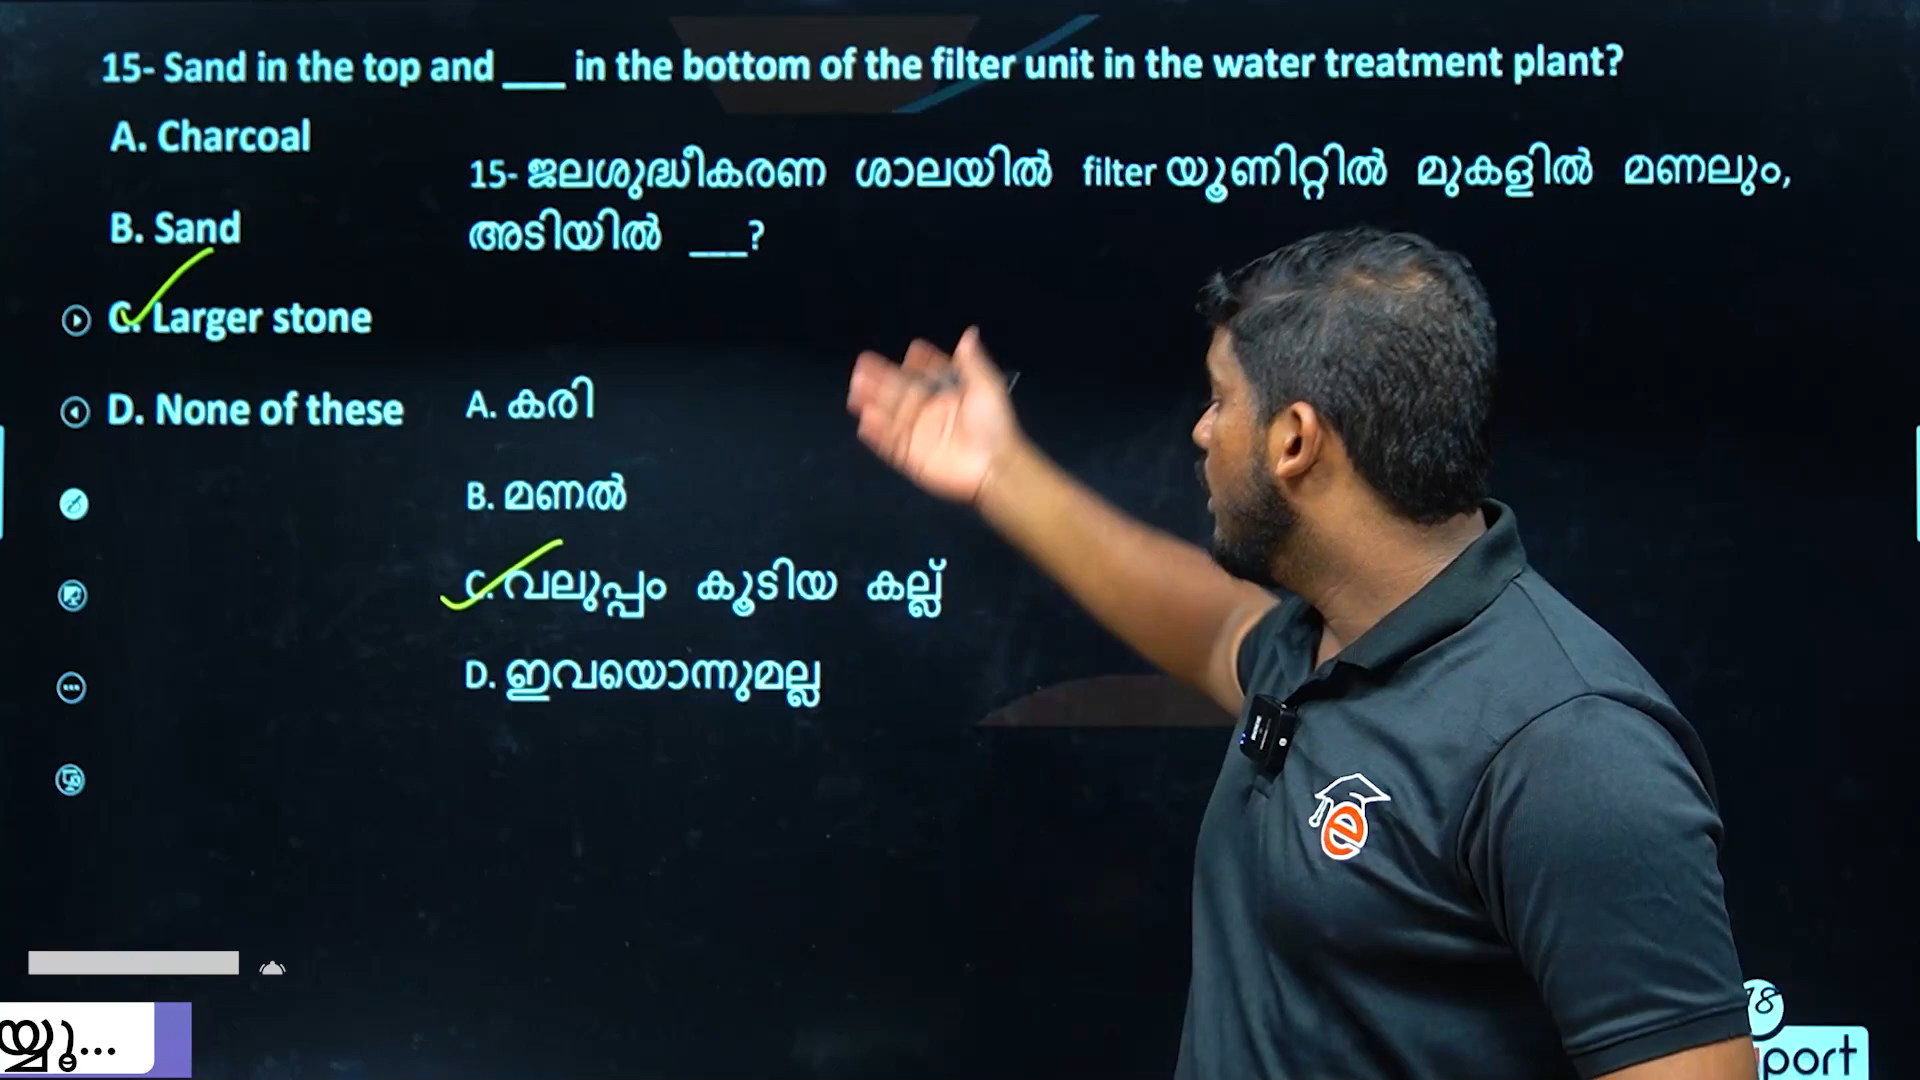 15- Sand in the top and ___ in the bottom of the filter unit in the water treatment plant?
A. Charcoal
B. Sand
C. Larger stone
D. None of these
15- ജലശുദ്ധീകരണ ശാലയിൽ filter യൂണിറ്റിൽ മുകളിൽ മണലും,
അടിയിൽ ___?
A. കരി
B. മണൽ
C. വലുപ്പം കൂടിയ കല്ല്
D. ഇവയൊന്നുമല്ല
e
78
port